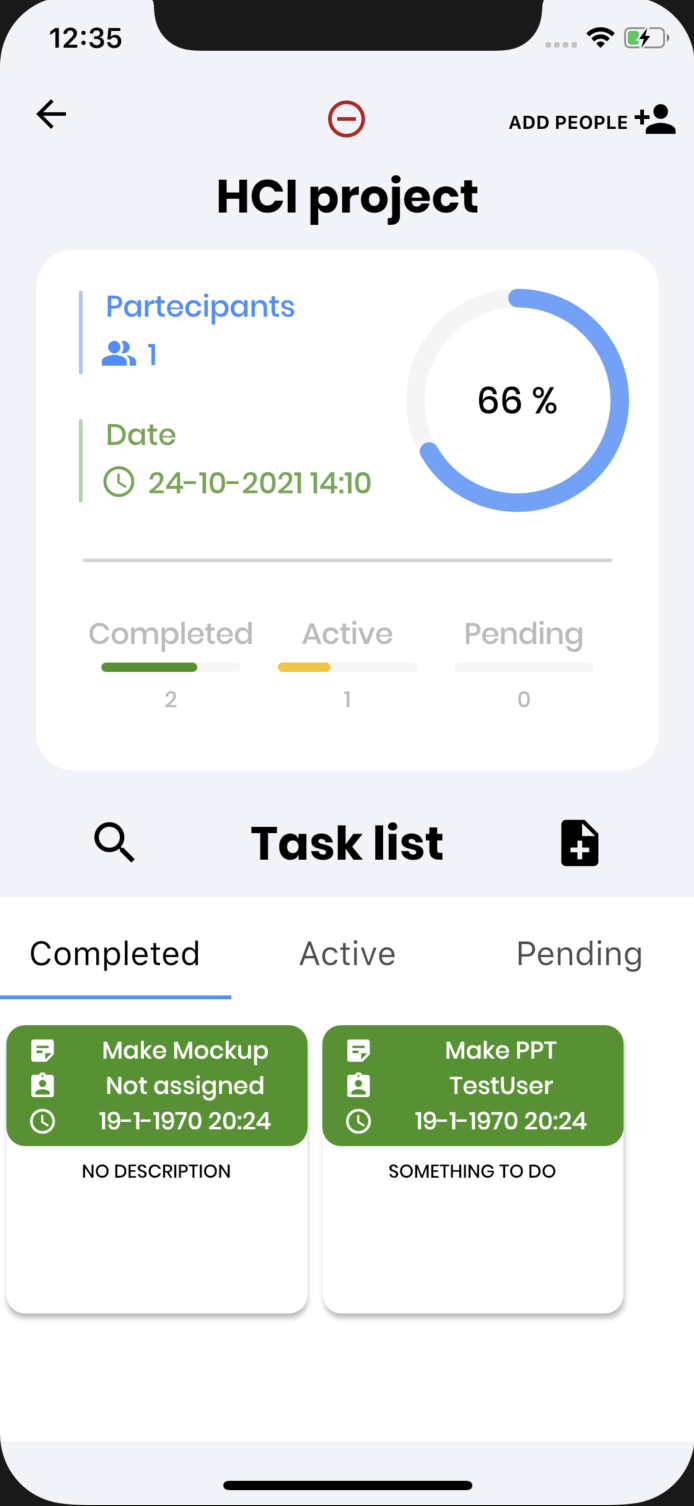 12:35
ADD PEOPLE
HCI project
Partecipants
1
66 %
Date
24-10-2021 14:10
Completed Active Pending
2 1 0
Task list
Completed Active Pending
Make Mockup
Not assigned
19-1-1970 20:24
NO DESCRIPTION
Make PPT
TestUser
19-1-1970 20:24
SOMETHING TO DO